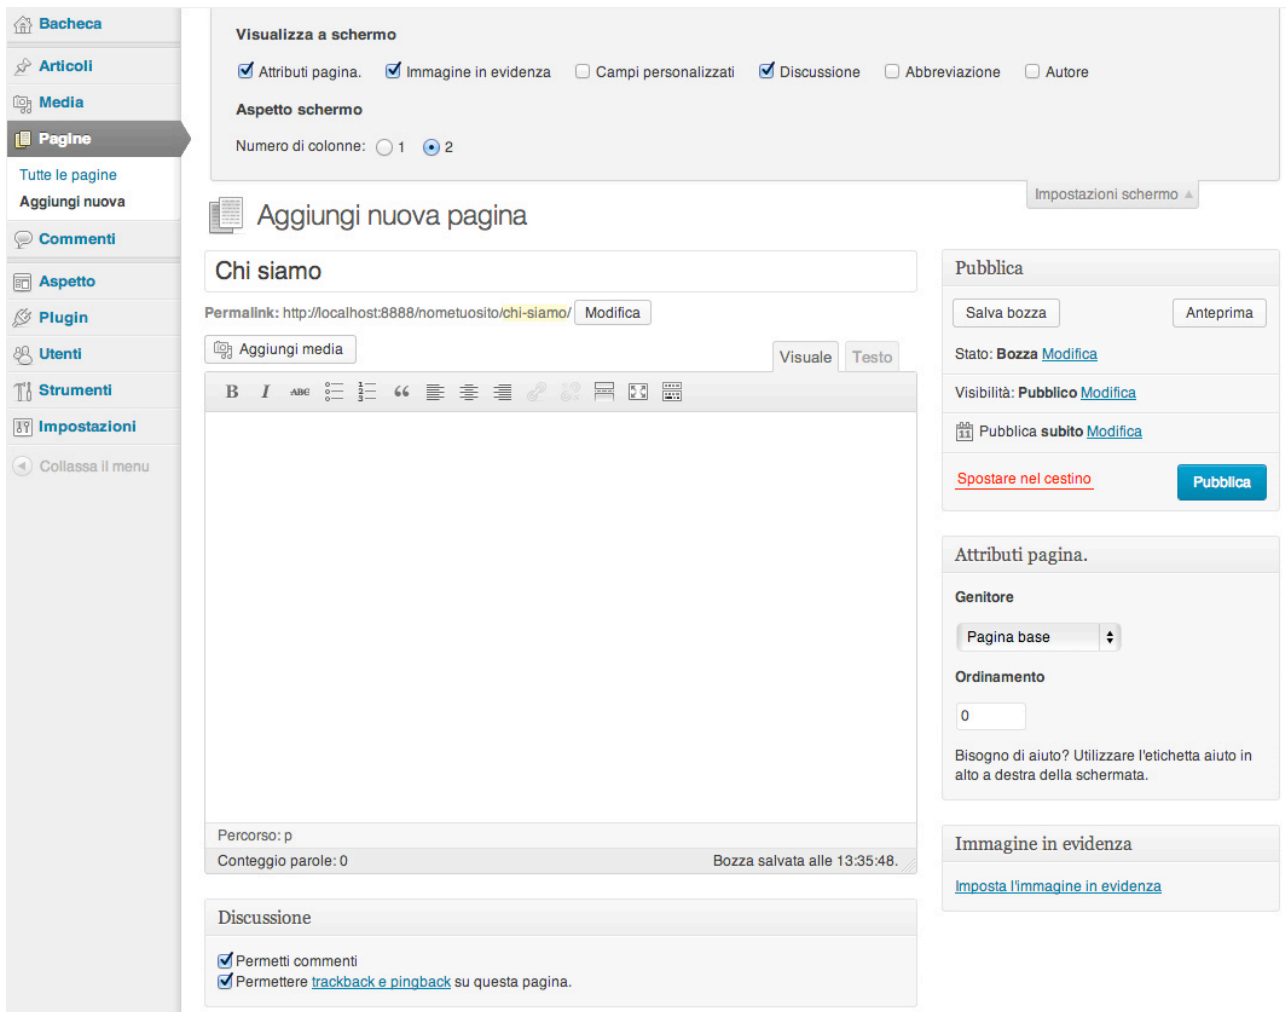 Bacheca
Articoli
Media
Pagine
Tutte le pagine
Aggiungi nuova
Commenti
Aspetto
Plugin
Utenti
Strumenti
Impostazioni
Collassa il menu
Visualizza a schermo
Attributi pagina. Immagine in evidenza Campi personalizzati Discussione Abbreviazione Autore
Aspetto schermo
Numero di colonne: 1 2
Impostazioni schermo
Aggiungi nuova pagina
Chi siamo
Permalink: http://localhost:8888/nometuosito/chi-siamo/ Modifica
Aggiungi media
Visuale Testo
B I ABC
Percorso: p
Conteggio parole: 0 Bozza salvata alle 13:35:48.
Discussione
Permetti commenti
Permettere trackback e pingback su questa pagina.
Pubblica
Salva bozza Anteprima
Stato: Bozza Modifica
Visibilità: Pubblico Modifica
11 Pubblica subito Modifica
Spostare nel cestino Pubblica
Attributi pagina.
Genitore
Pagina base
Ordinamento
0
Bisogno di aiuto? Utilizzare l'etichetta aiuto in
alto a destra della schermata.
Immagine in evidenza
Imposta l'immagine in evidenza